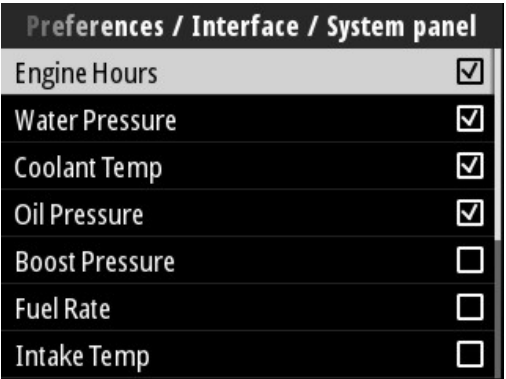 Preferences / Interface / System panel
Engine Hours
Water Pressure
Coolant Temp
Oil Pressure
Boost Pressure
Fuel Rate
Intake Temp